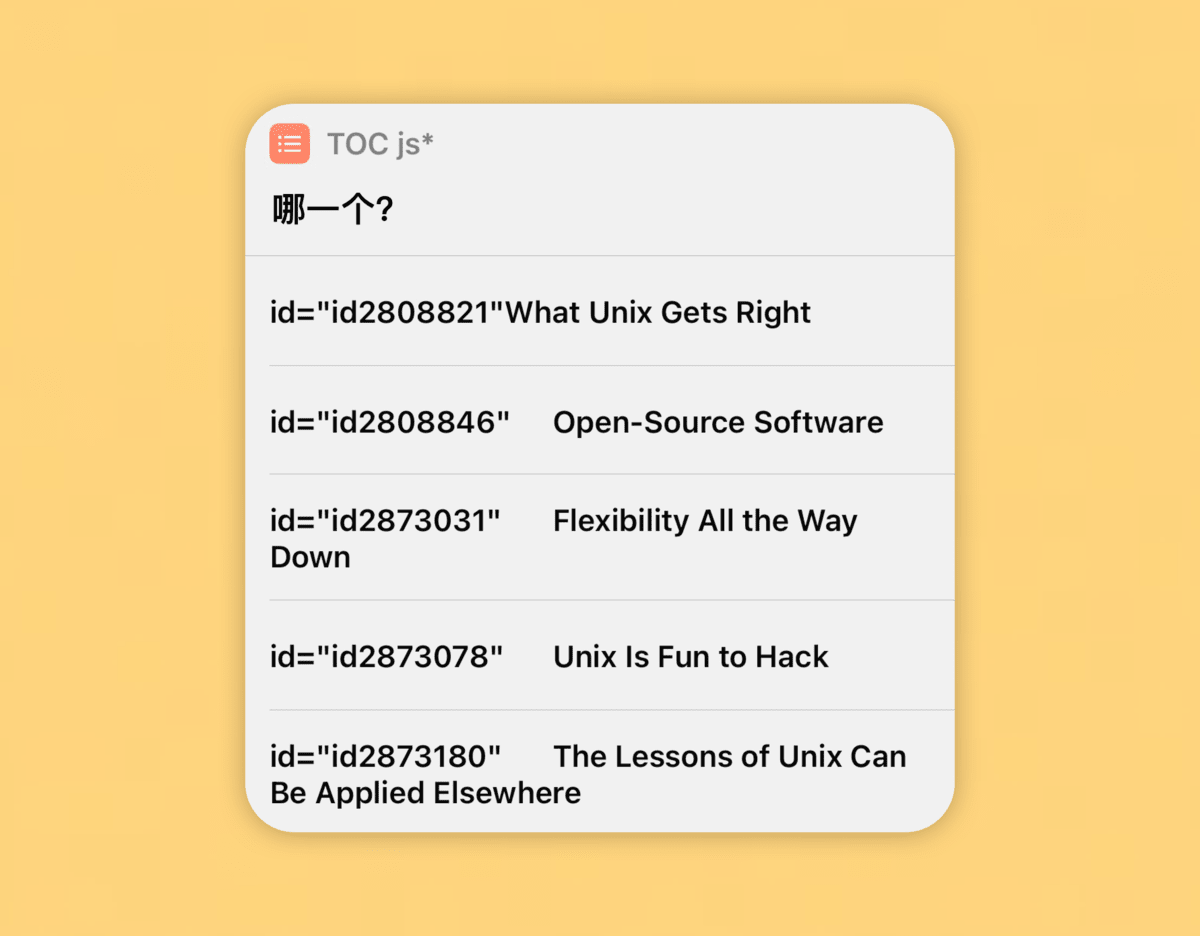 TOC js*
哪一个?
id="id2808821"What Unix Gets Right
id="id2808846" Open-Source Software
id="id2873031" Flexibility All the Way
Down
id="id2873078" Unix Is Fun to Hack
id="id2873180" The Lessons of Unix Can
Be Applied Elsewhere